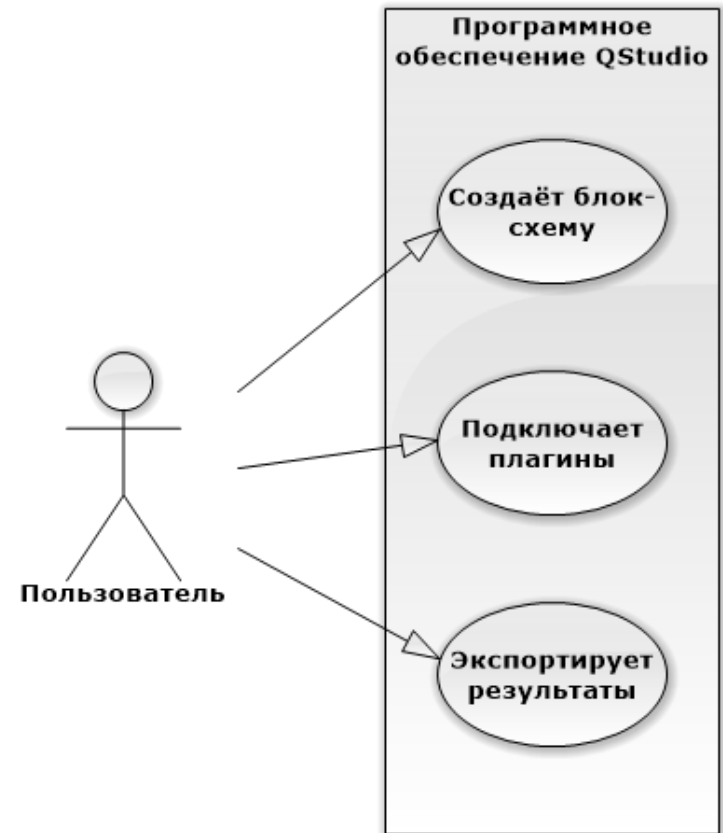 Программное
обеспечение QStudio
Создаёт блок-
схему
Подключает
плагины
Пользователь
Экспортирует
результаты